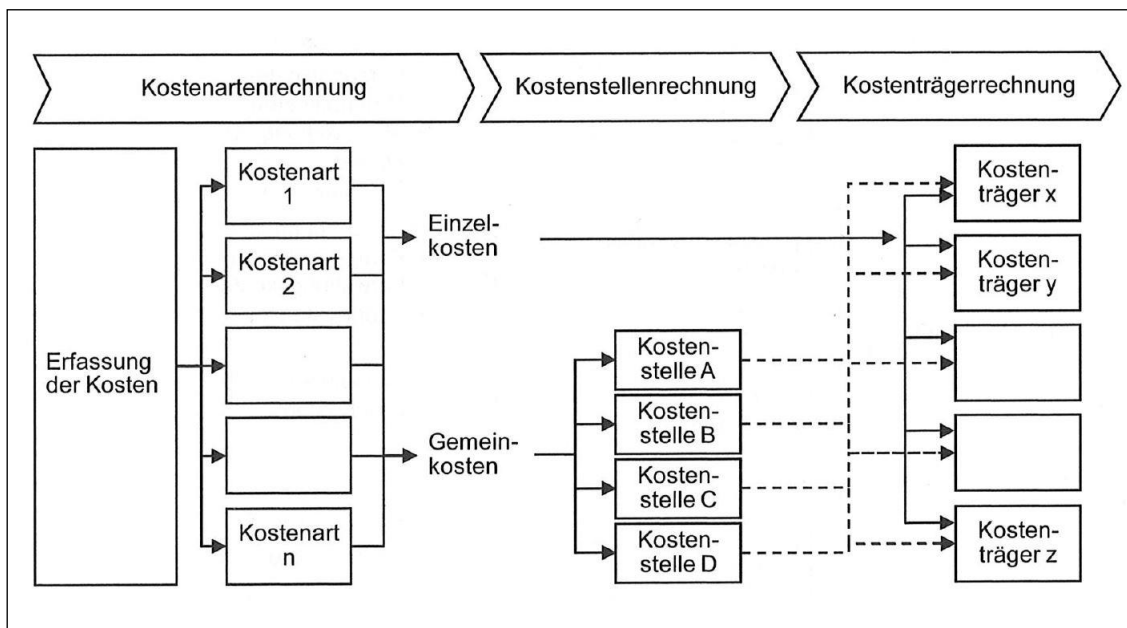 Kostenartenrechnung
Kostenstellenrechnung
Kostenträgerrechnung
Erfassung
der Kosten
Kostenart
1
Kostenart
2
Kostenart
n
Einzel-
kosten
Gemein-
kosten
Kosten-
stelle A
Kosten-
stelle B
Kosten-
stelle C
Kosten-
stelle D
Kosten-
träger x
Kosten-
träger y
Kosten-
träger z